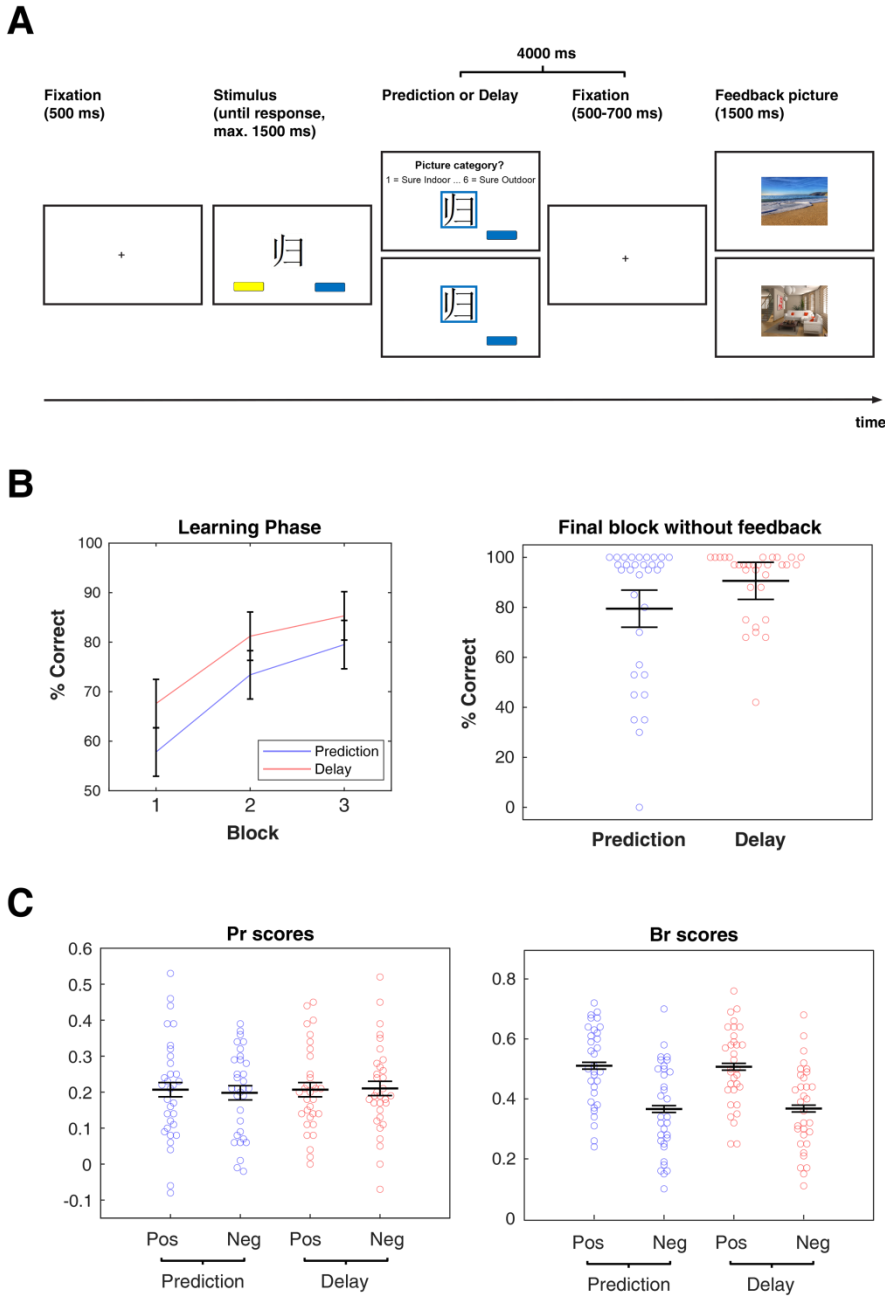 A
4000 ms
Fixation
(500 ms)
Stimulus
(until response,
max. 1500 ms)
Prediction or Delay
Fixation
(500-700 ms)
Feedback picture
(1500 ms)
Picture category?
1 = Sure Indoor ... 6 = Sure Outdoor
归
+
归
+
归
time
B
Learning Phase
% Correct
100
90
80
70
60
50
Prediction
Delay
1 2 3
Block
Final block without feedback
% Correct
100
80
60
40
20
0
Prediction Delay
C
Pr scores
0.6
0.5
0.4
0.3
0.2
0.1
0
-0.1
Pos Neg Pos Neg
Prediction Delay
Br scores
0.8
0.6
0.4
0.2
0
Pos Neg Pos Neg
Prediction Delay